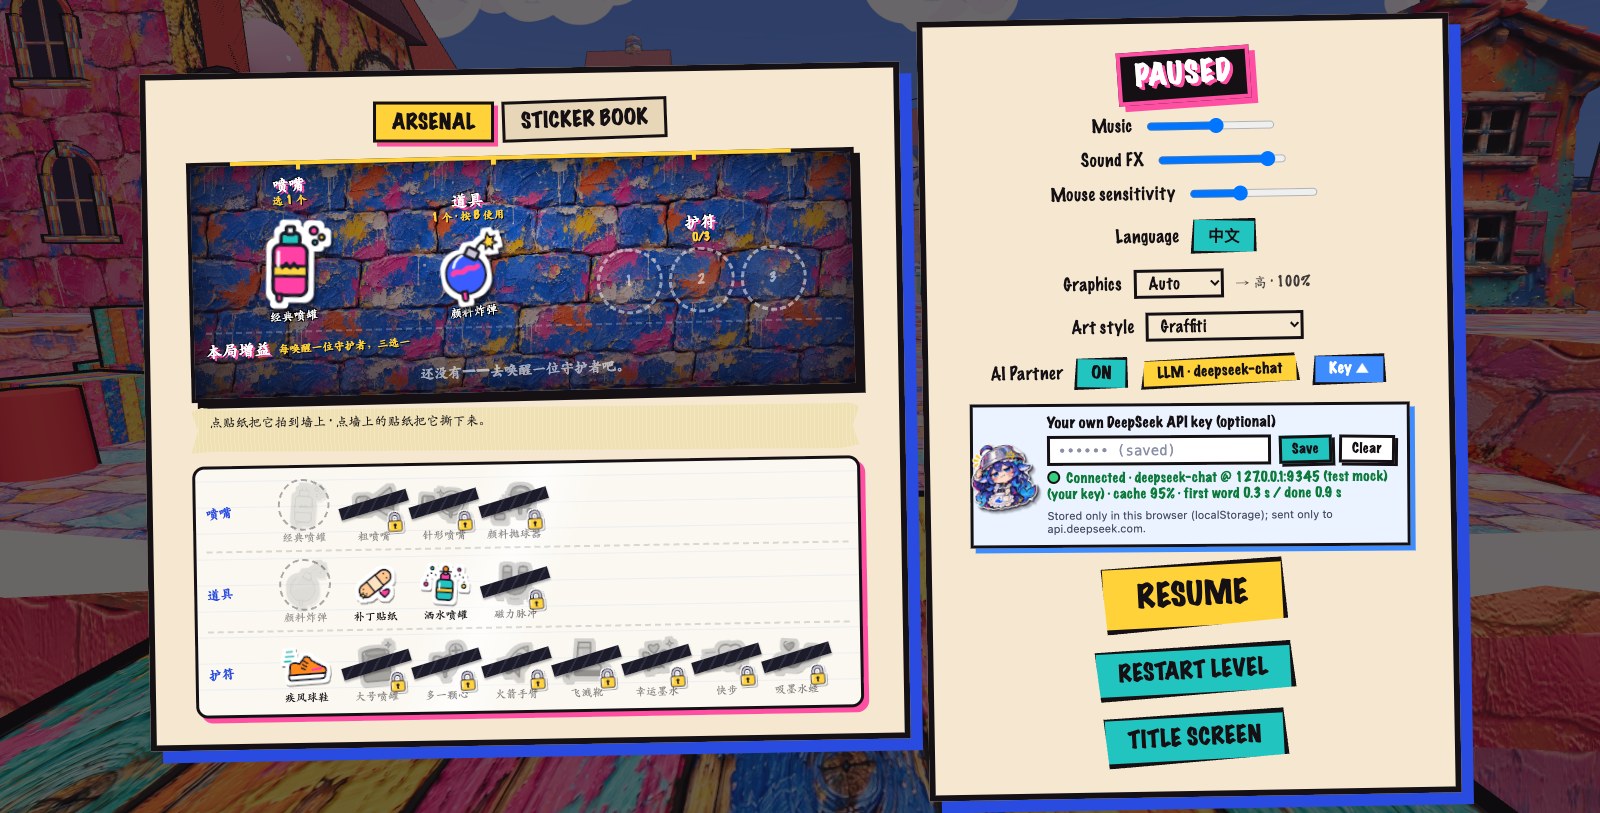 ARSENAL
STICKER BOOK
喷嘴
选 1 个
道具
1 个 · 按 B 使用
护符
0/3
1
2
3
经典喷罐
颜料炸弹
本局增益 每唤醒一位守护者，三选一
还没有——去唤醒一位守护者吧。
点贴纸把它拍到墙上 · 点墙上的贴纸把它撕下来。
喷嘴
经典喷罐
粗喷嘴
针形喷嘴
颜料抛球器
道具
颜料炸弹
补丁贴纸
洒水喷罐
磁力脉冲
护符
疾风球鞋
大号喷罐
多一颗心
火箭手臂
飞溅靴
幸运墨水
快步
吸墨水蛭
PAUSED
Music
Sound FX
Mouse sensitivity
Language 中文
Graphics Auto → 高 · 100%
Art style Graffiti
AI Partner ON LLM · deepseek-chat Key ▲
Your own DeepSeek API key (optional)
•••••• (saved) Save Clear
Connected · deepseek-chat @ 127.0.0.1:9345 (test mock)
(your key) · cache 95% · first word 0.3 s / done 0.9 s
Stored only in this browser (localStorage); sent only to
api.deepseek.com.
RESUME
RESTART LEVEL
TITLE SCREEN